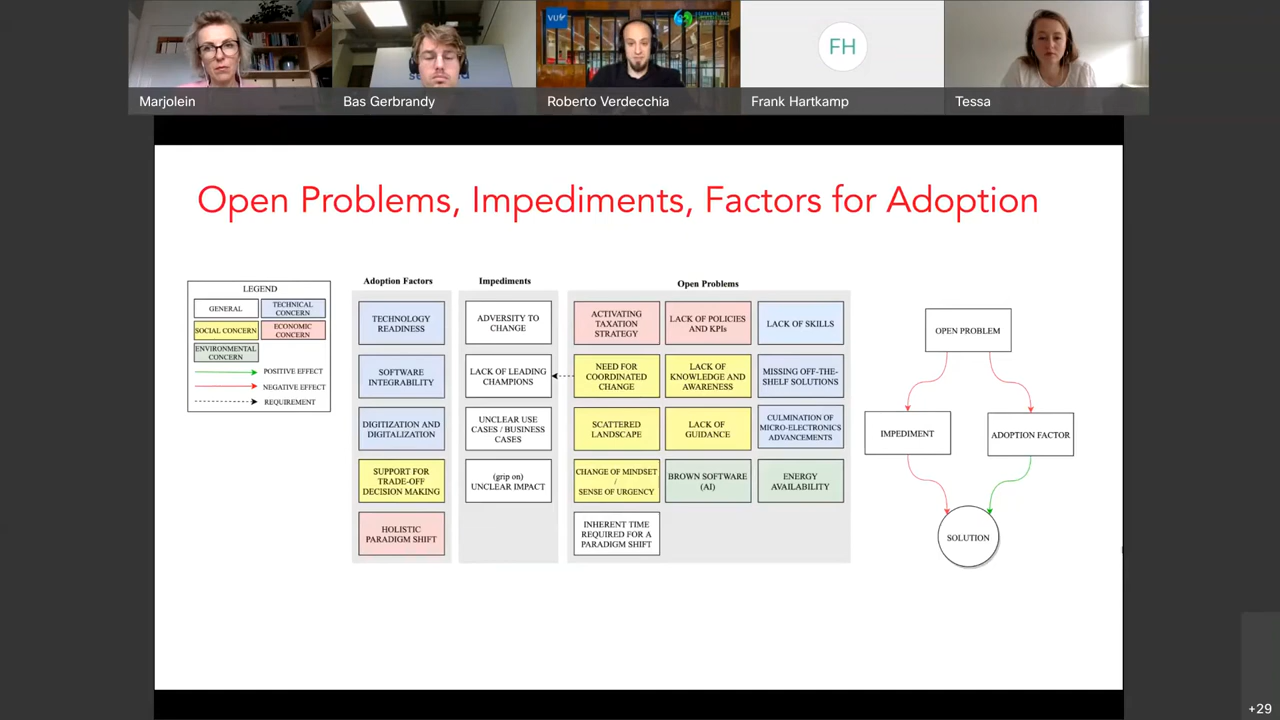 Marjolein
Bas Gerbrandy
VU
Roberto Verdecchia
FH
Frank Hartkamp
Tessa
Open Problems, Impediments, Factors for Adoption
LEGEND
GENERAL
TECHNICAL
CONCERN
SOCIAL CONCERN
ECONOMIC
CONCERN
ENVIRONMENTAL
CONCERN
POSITIVE EFFECT
NEGATIVE EFFECT
REQUIREMENT
Adoption Factors
TECHNOLOGY
READINESS
SOFTWARE
INTEGRABILITY
DIGITIZATION AND
DIGITALIZATION
SUPPORT FOR
TRADE-OFF
DECISION MAKING
HOLISTIC
PARADIGM SHIFT
Impediments
ADVERSITY TO
CHANGE
LACK OF LEADING
CHAMPIONS
UNCLEAR USE
CASES / BUSINESS
CASES
(grip on)
UNCLEAR IMPACT
Open Problems
ACTIVATING
TAXATION
STRATEGY
LACK OF POLICIES
AND KPIs
LACK OF SKILLS
NEED FOR
COORDINATED
CHANGE
LACK OF
KNOWLEDGE AND
AWARENESS
MISSING OFF-THE-
SHELF SOLUTIONS
SCATTERED
LANDSCAPE
LACK OF
GUIDANCE
CULMINATION OF
MICRO-ELECTRONICS
ADVANCEMENTS
CHANGE OF MINDSET
/
SENSE OF URGENCY
BROWN SOFTWARE
(AI)
ENERGY
AVAILABILITY
INHERENT TIME
REQUIRED FOR A
PARADIGM SHIFT
OPEN PROBLEM
IMPEDIMENT
ADOPTION FACTOR
SOLUTION
+29